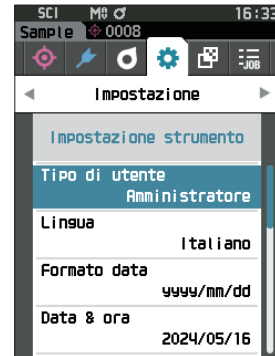 SCI M0 16:33
Sample 0008
-JOB
Impostazione
Impostazione strumento
Tipo di utente
Amministratore
Lingua
Italiano
Formato data
yyyy/mm/dd
Data & ora
2024/05/16